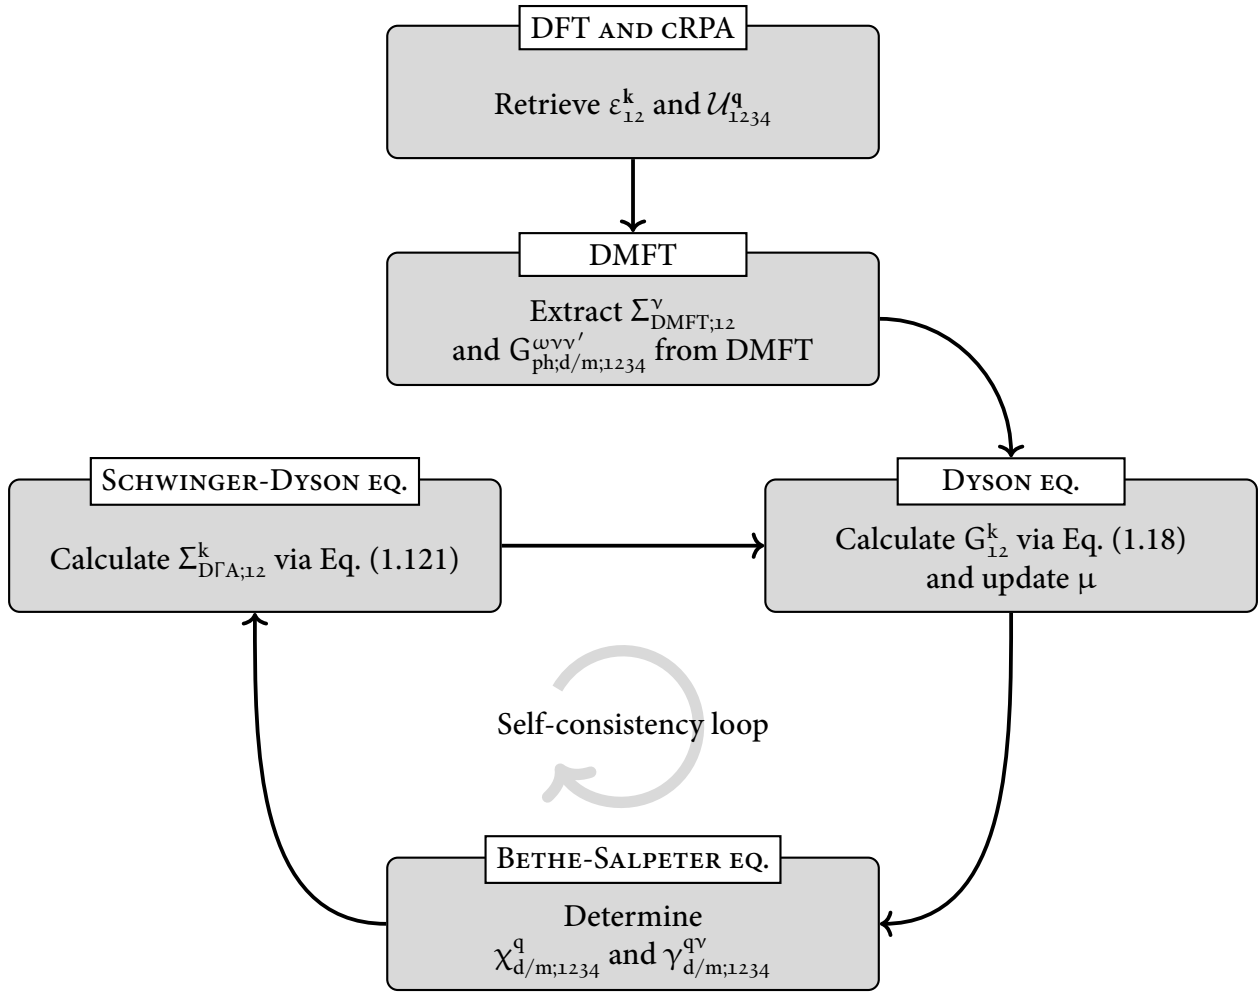 DFT AND CRPA
Retrieve ε₁₂ᵏ and 𝒰₁₂₃₄^q
DMFT
Extract Σ^ν_DMFT;12
and G^ωνν′_ph;d/m;1234 from DMFT
SCHWINGER-DYSON EQ.
Calculate Σ^k_DΓA;12 via Eq. (1.121)
DYSON EQ.
Calculate G^k_12 via Eq. (1.18)
and update μ
Self-consistency loop
BETHE-SALPETER EQ.
Determine
χ^q_d/m;1234 and γ^qν_d/m;1234